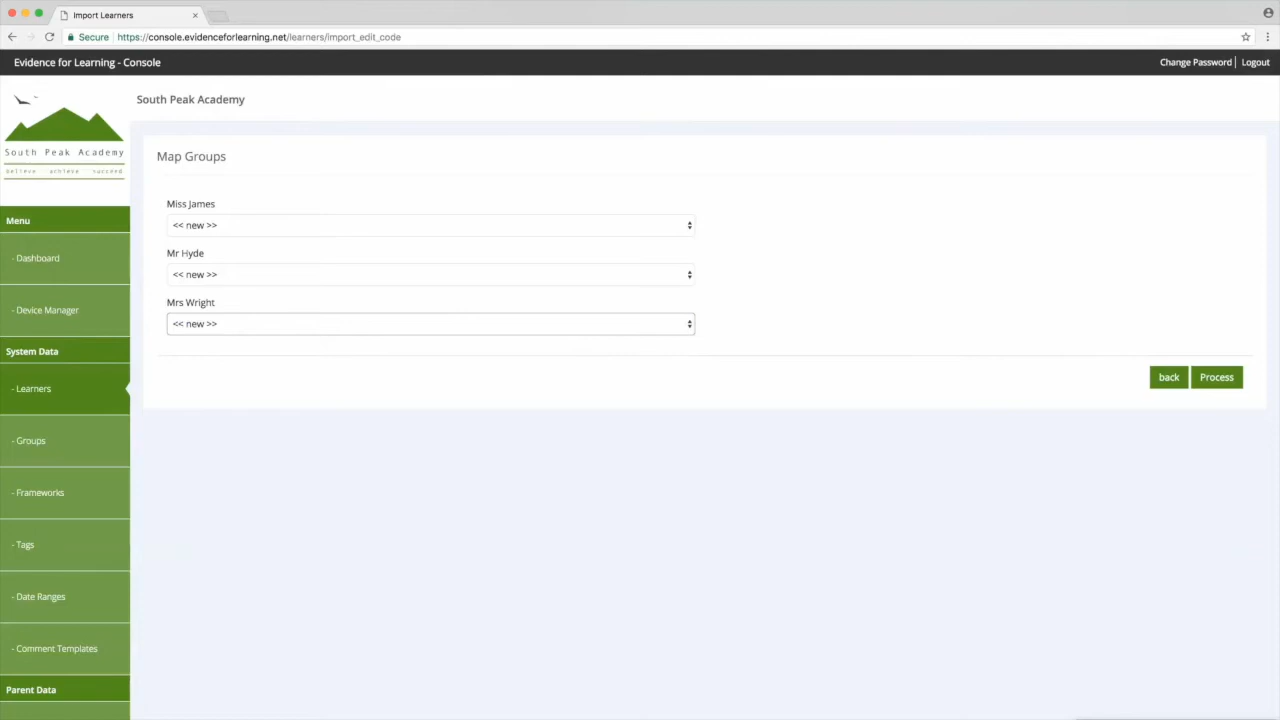 Import Learners
Secure https://console.evidenceforlearning.net/learners/import_edit_code
Evidence for Learning - Console
Change Password | Logout
South Peak Academy
believe achieve succeed
South Peak Academy
Map Groups
Miss James
<< new >>
Mr Hyde
<< new >>
Mrs Wright
<< new >>
back
Process
Menu
- Dashboard
- Device Manager
System Data
- Learners
- Groups
- Frameworks
- Tags
- Date Ranges
- Comment Templates
Parent Data